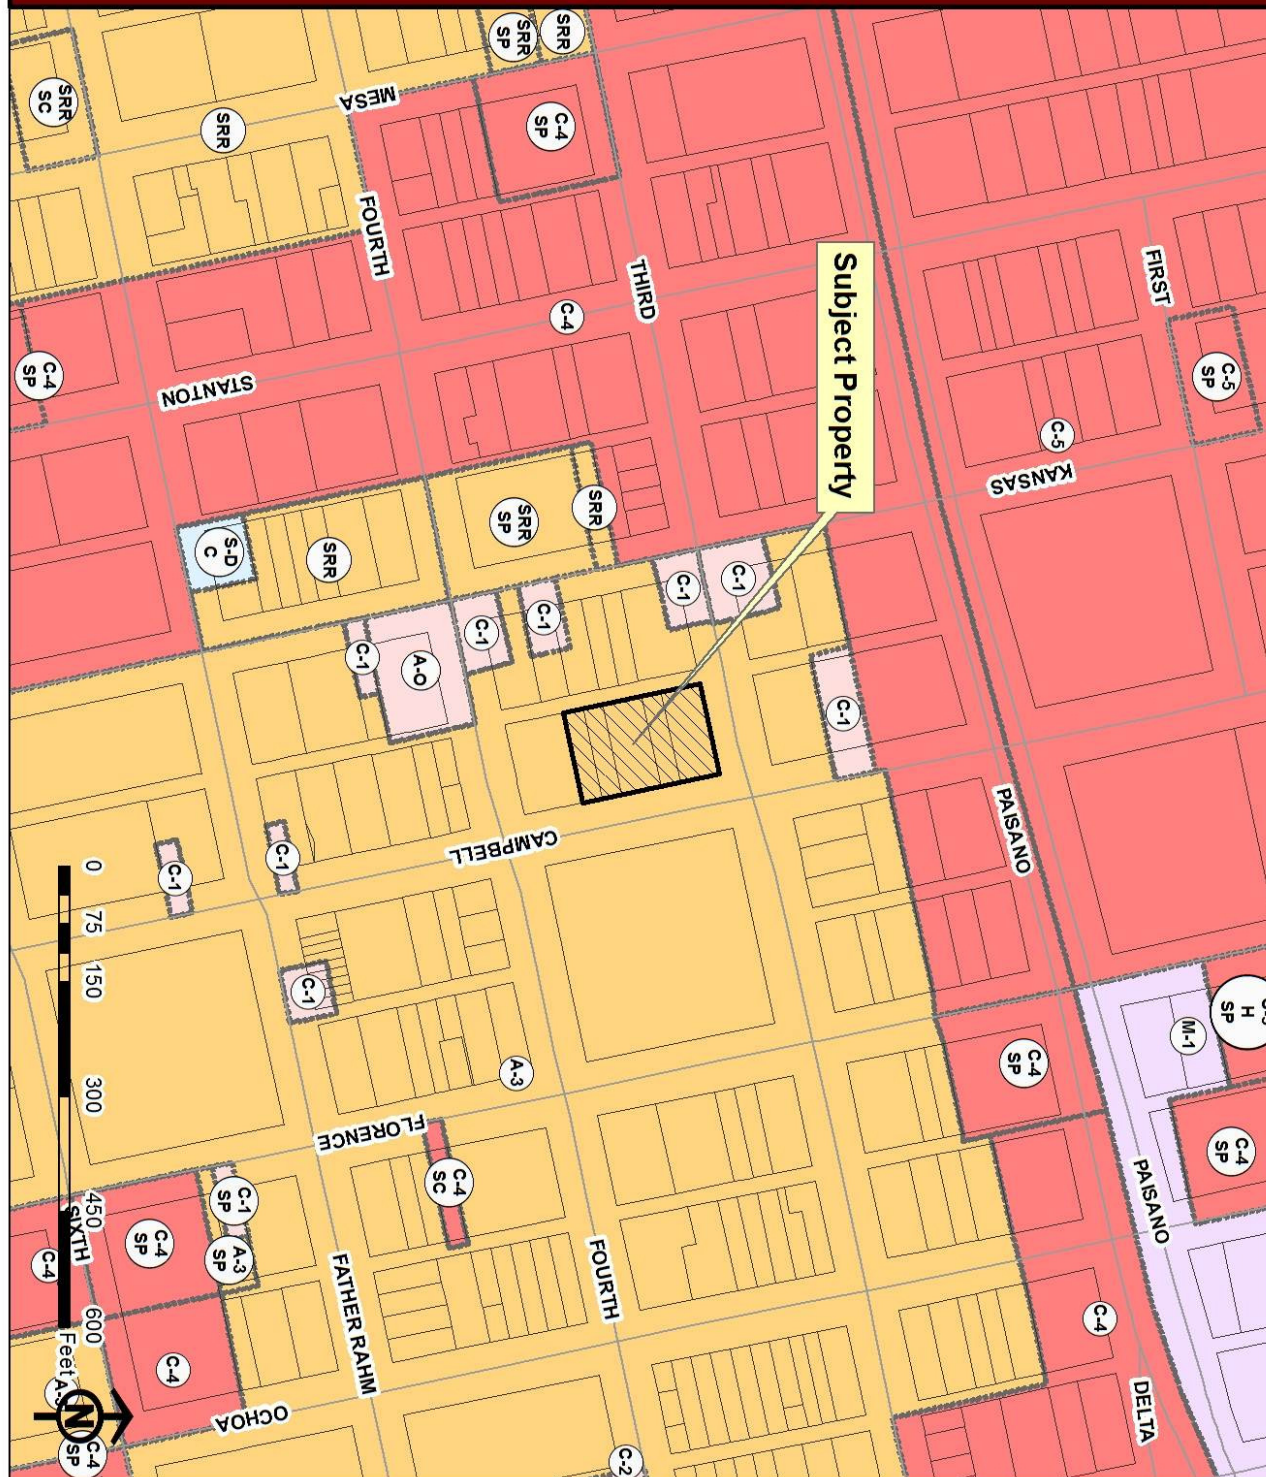 SRR
SP
SRR
SRR
SC
MESA
SRR
C-4
SP
FOURTH
THIRD
FIRST
Subject Property
C-4
C-4
SP
STANTON
C-5
SP
C-5
KANSAS
SRR
SRR
SP
S-D
C
SRR
C-1
C-1
C-1
C-1
C-1
A-O
C-1
PAISANO
CAMPBELL
C-1
C-1
C-1
H
SP
M-1
C-4
SP
A-3
FLORENCE
C-4
SC
C-4
SP
PAISANO
C-1
SP
A-3
SP
C-4
SP
C-4
SIXTH
FATHER RAHM
FOURTH
C-4
C-4
OCHOA
DELTA
C-2
C-4
SP
0 75 150 300 450 600
Feet
N